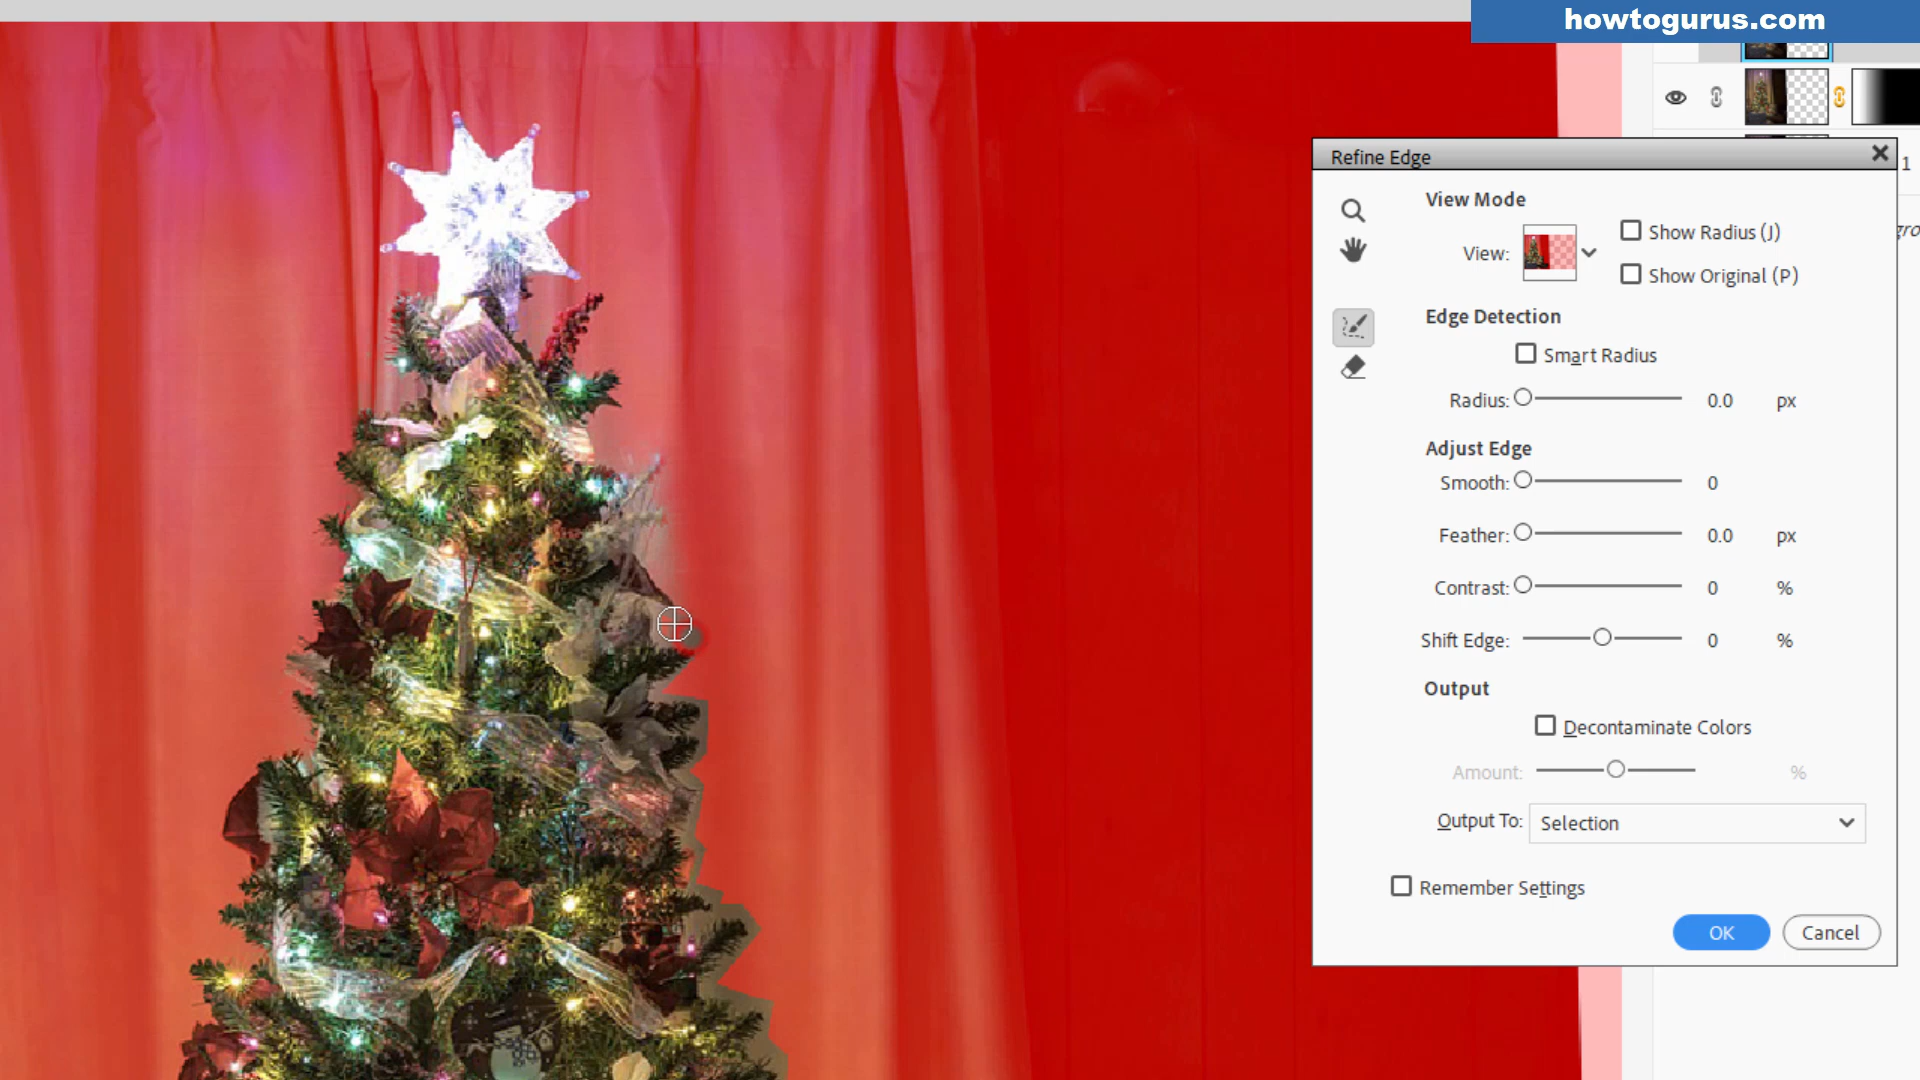 howtogurus.com
Refine Edge
1
View Mode
View:
Show Radius (J)
Show Original (P)
gro
Edge Detection
Smart Radius
Radius: 0.0 px
Adjust Edge
Smooth: 0
Feather: 0.0 px
Contrast: 0 %
Shift Edge: 0 %
Output
Decontaminate Colors
Amount: %
Output To: Selection
Remember Settings
OK Cancel